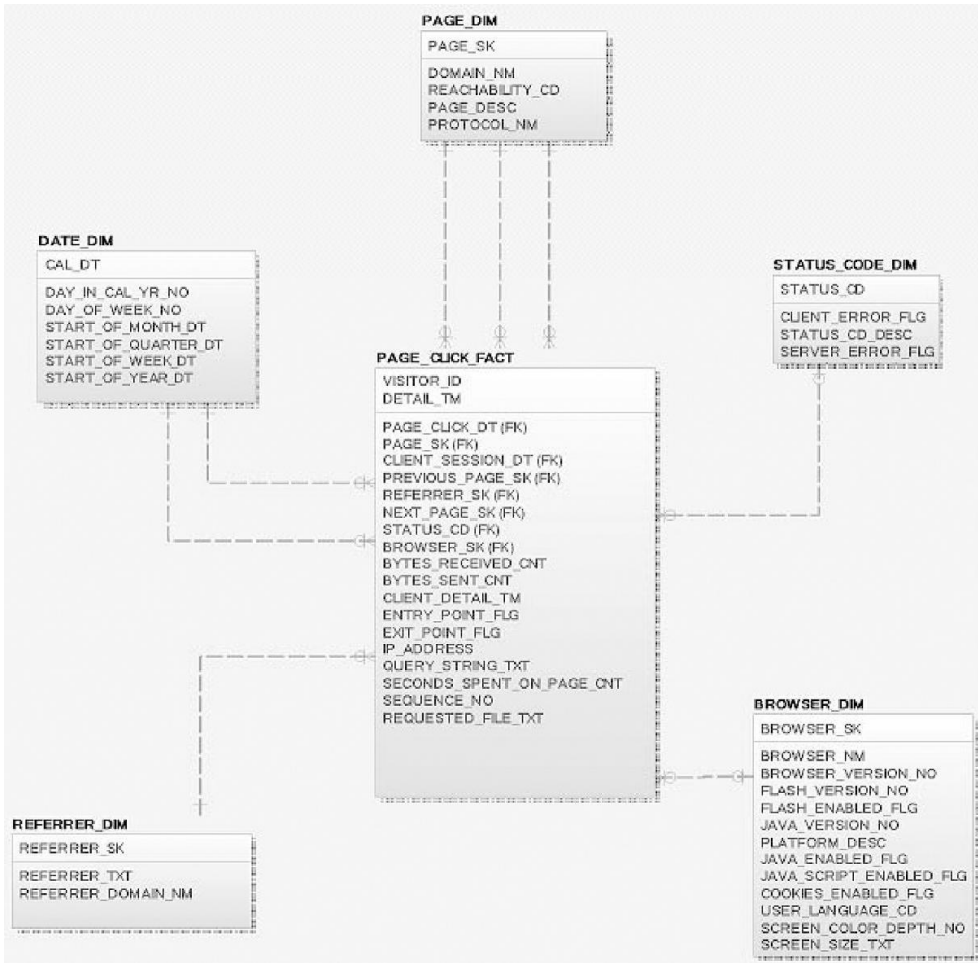 PAGE_DIM
PAGE_SK
DOMAIN_NM
REACHABILITY_CD
PAGE_DESC
PROTOCOL_NM
DATE_DIM
CAL_DT
DAY_IN_CAL_YR_NO
DAY_OF_WEEK_NO
START_OF_MONTH_DT
START_OF_QUARTER_DT
START_OF_WEEK_DT
START_OF_YEAR_DT
STATUS_CODE_DIM
STATUS_CD
CLIENT_ERROR_FLG
STATUS_CD_DESC
SERVER_ERROR_FLG
PAGE_CLICK_FACT
VISITOR_ID
DETAIL_TM
PAGE_CLICK_DT (FK)
PAGE_SK (FK)
CLIENT_SESSION_DT (FK)
PREVIOUS_PAGE_SK (FK)
REFERRER_SK (FK)
NEXT_PAGE_SK (FK)
STATUS_CD (FK)
BROWSER_SK (FK)
BYTES_RECEIVED_CNT
BYTES_SENT_CNT
CLIENT_DETAIL_TM
ENTRY_POINT_FLG
EXIT_POINT_FLG
IP_ADDRESS
QUERY_STRING_TXT
SECONDS_SPENT_ON_PAGE_CNT
SEQUENCE_NO
REQUESTED_FILE_TXT
REFERRER_DIM
REFERRER_SK
REFERRER_TXT
REFERRER_DOMAIN_NM
BROWSER_DIM
BROWSER_SK
BROWSER_NM
BROWSER_VERSION_NO
FLASH_VERSION_NO
FLASH_ENABLED_FLG
JAVA_VERSION_NO
PLATFORM_DESC
JAVA_ENABLED_FLG
JAVA_SCRIPT_ENABLED_FLG
COOKIES_ENABLED_FLG
USER_LANGUAGE_CD
SCREEN_COLOR_DEPTH_NO
SCREEN_SIZE_TXT